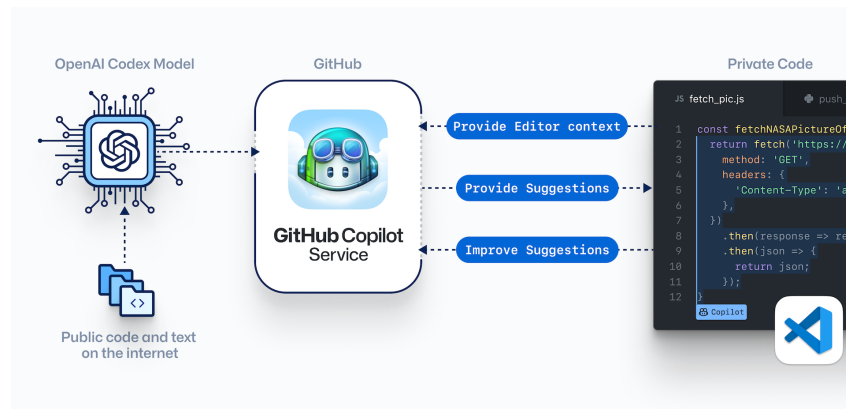 OpenAI Codex Model
GitHub
Private Code
JS fetch_pic.js
push_
Provide Editor context
Provide Suggestions
Improve Suggestions
GitHub Copilot
Service
Public code and text
on the internet
1 const fetchNASAPictureOf
2 return fetch('https://
3 method: 'GET',
4 headers: {
5 'Content-Type': 'a
6 },
7 })
8 .then(response => re
9 .then(json => {
10 return json;
11 });
12 }
Copilot